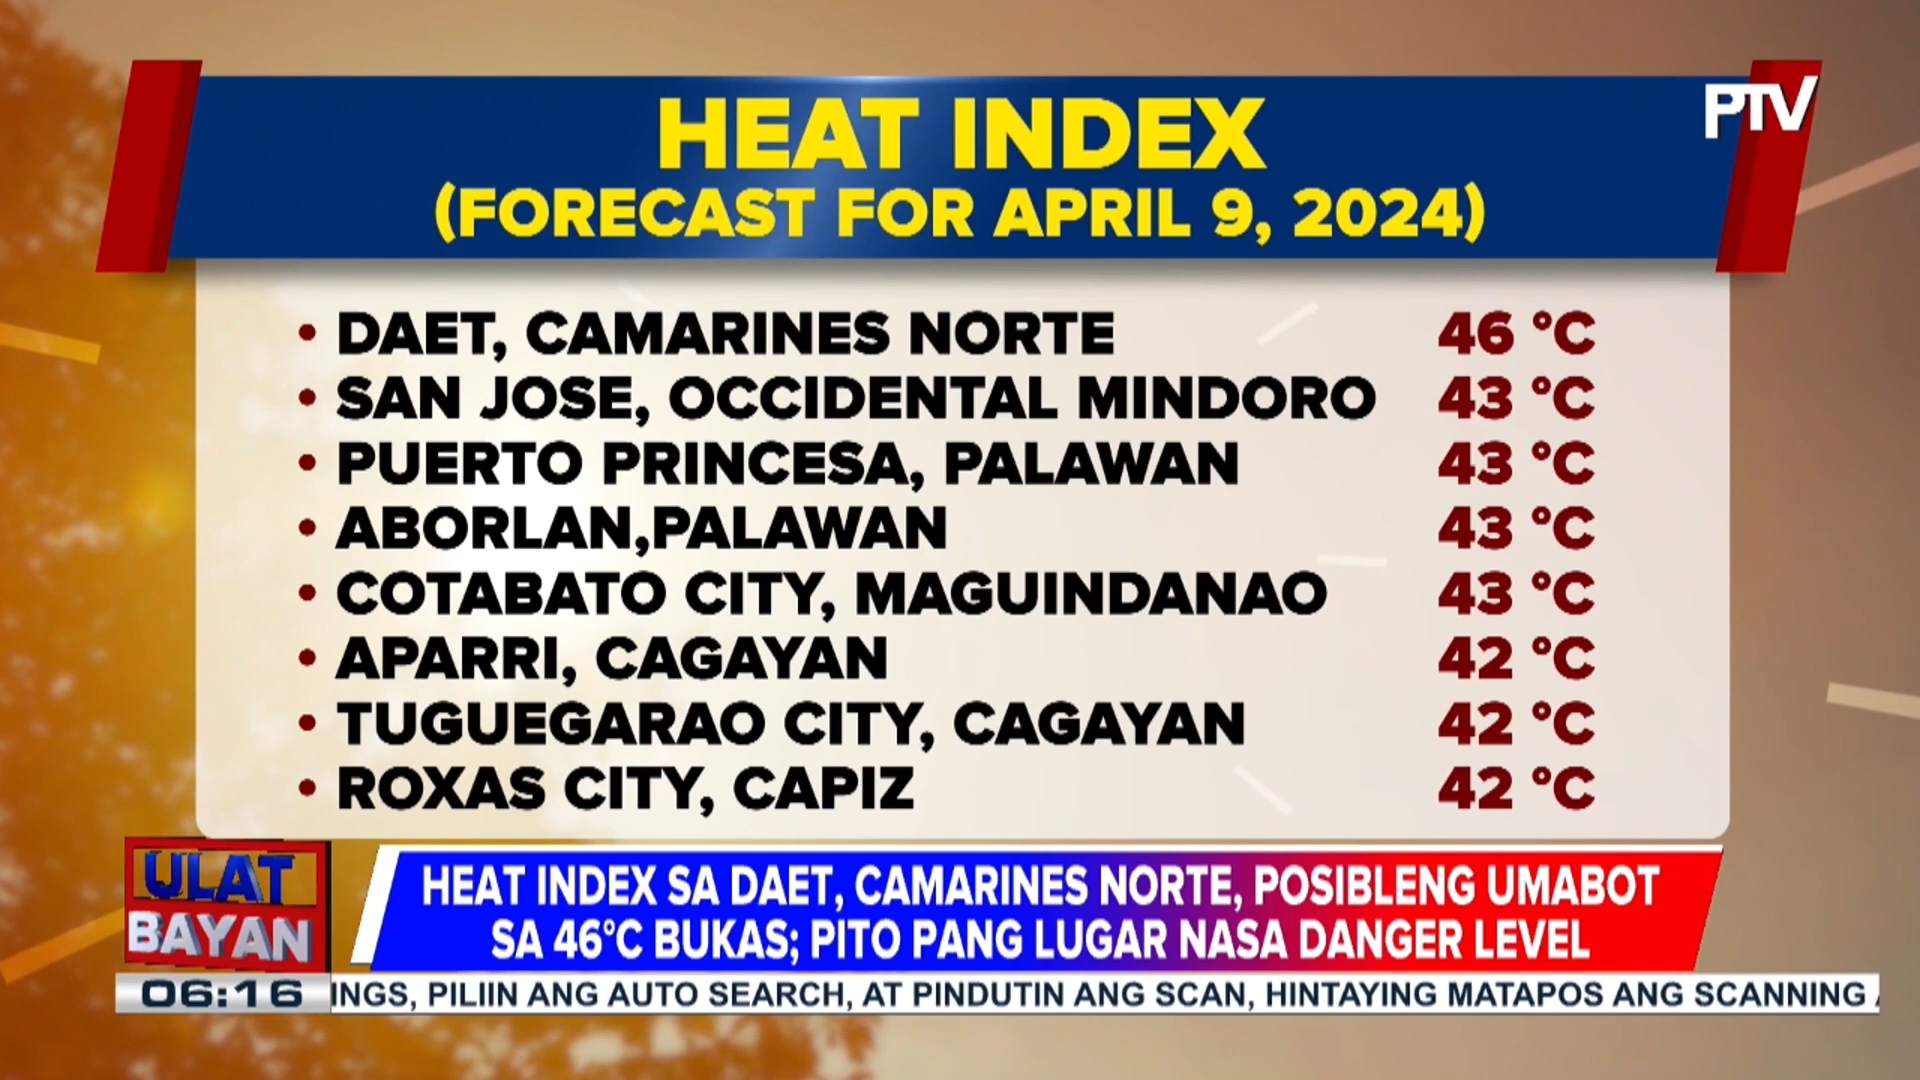 HEAT INDEX
PTV
(FORECAST FOR APRIL 9, 2024)
• DAET, CAMARINES NORTE 46 °C
• SAN JOSE, OCCIDENTAL MINDORO 43 °C
• PUERTO PRINCESA, PALAWAN 43 °C
• ABORLAN,PALAWAN 43 °C
• COTABATO CITY, MAGUINDANAO 43 °C
• APARRI, CAGAYAN 42 °C
• TUGUEGARAO CITY, CAGAYAN 42 °C
• ROXAS CITY, CAPIZ 42 °C
ULAT
BAYAN
HEAT INDEX SA DAET, CAMARINES NORTE, POSIBLENG UMABOT
SA 46°C BUKAS; PITO PANG LUGAR NASA DANGER LEVEL
06:16
INGS, PILIIN ANG AUTO SEARCH, AT PINDUTIN ANG SCAN, HINTAYING MATAPOS ANG SCANNING